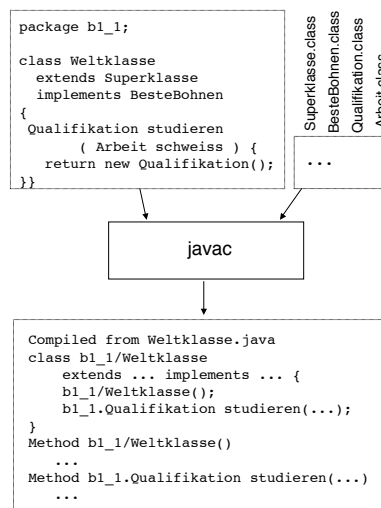 package b1_1;
class Weltklasse
extends Superklasse
implements BesteBohnen
{
Qualifikation studieren
( Arbeit schweiss ) {
return new Qualifikation();
}}
Superklasse.class
BesteBohnen.class
Qualifikation.class
Arbeit.class
...
javac
Compiled from Weltklasse.java
class b1_1/Weltklasse
extends ... implements ... {
b1_1/Weltklasse();
b1_1.Qualifikation studieren(...);
}
Method b1_1/Weltklasse()
...
Method b1_1.Qualifikation studieren(...)
...